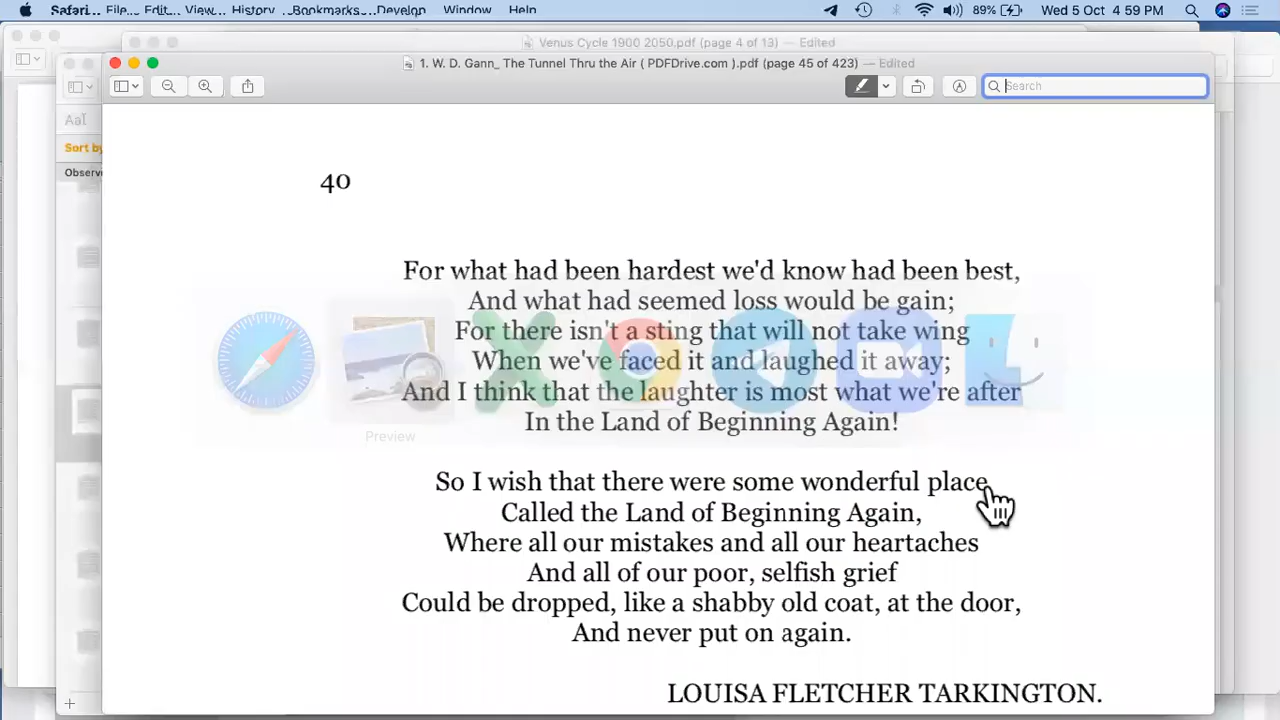 Safari File Edit View History Bookmarks Develop Window Help 89% Wed 5 Oct 4:59 PM
Venus Cycle 1900 2050.pdf (page 4 of 13) — Edited
1. W. D. Gann_ The Tunnel Thru the Air ( PDFDrive.com ).pdf (page 45 of 423) — Edited
Search
Aa
Sort by
Observ
40
For what had been hardest we'd know had been best,
And what had seemed loss would be gain;
For there isn't a sting that will not take wing
When we've faced it and laughed it away;
And I think that the laughter is most what we're after
In the Land of Beginning Again!
Preview
So I wish that there were some wonderful place
Called the Land of Beginning Again,
Where all our mistakes and all our heartaches
And all of our poor, selfish grief
Could be dropped, like a shabby old coat, at the door,
And never put on again.
LOUISA FLETCHER TARKINGTON.